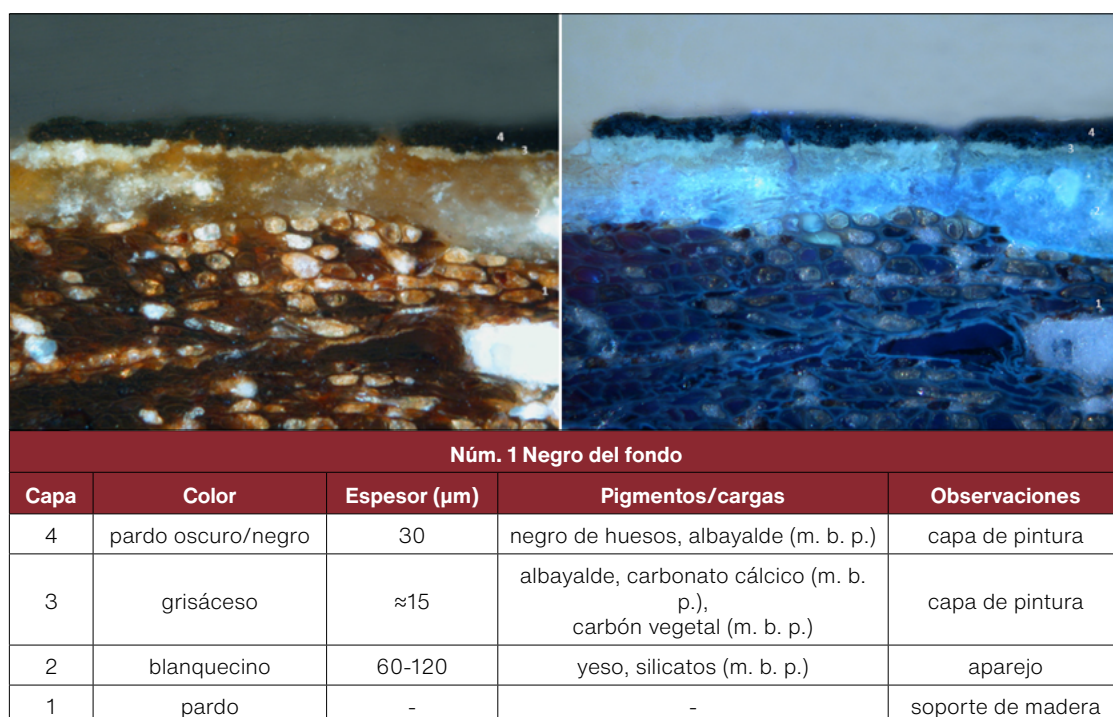 4
3
2
1
4
3
2
1
Núm. 1 Negro del fondo
Capa Color Espesor (µm) Pigmentos/cargas Observaciones
4 pardo oscuro/negro 30 negro de huesos, albayalde (m. b. p.) capa de pintura
3 grisáceso ≈15 albayalde, carbonato cálcico (m. b. p.), carbón vegetal (m. b. p.) capa de pintura
2 blanquecino 60-120 yeso, silicatos (m. b. p.) aparejo
1 pardo - - soporte de madera